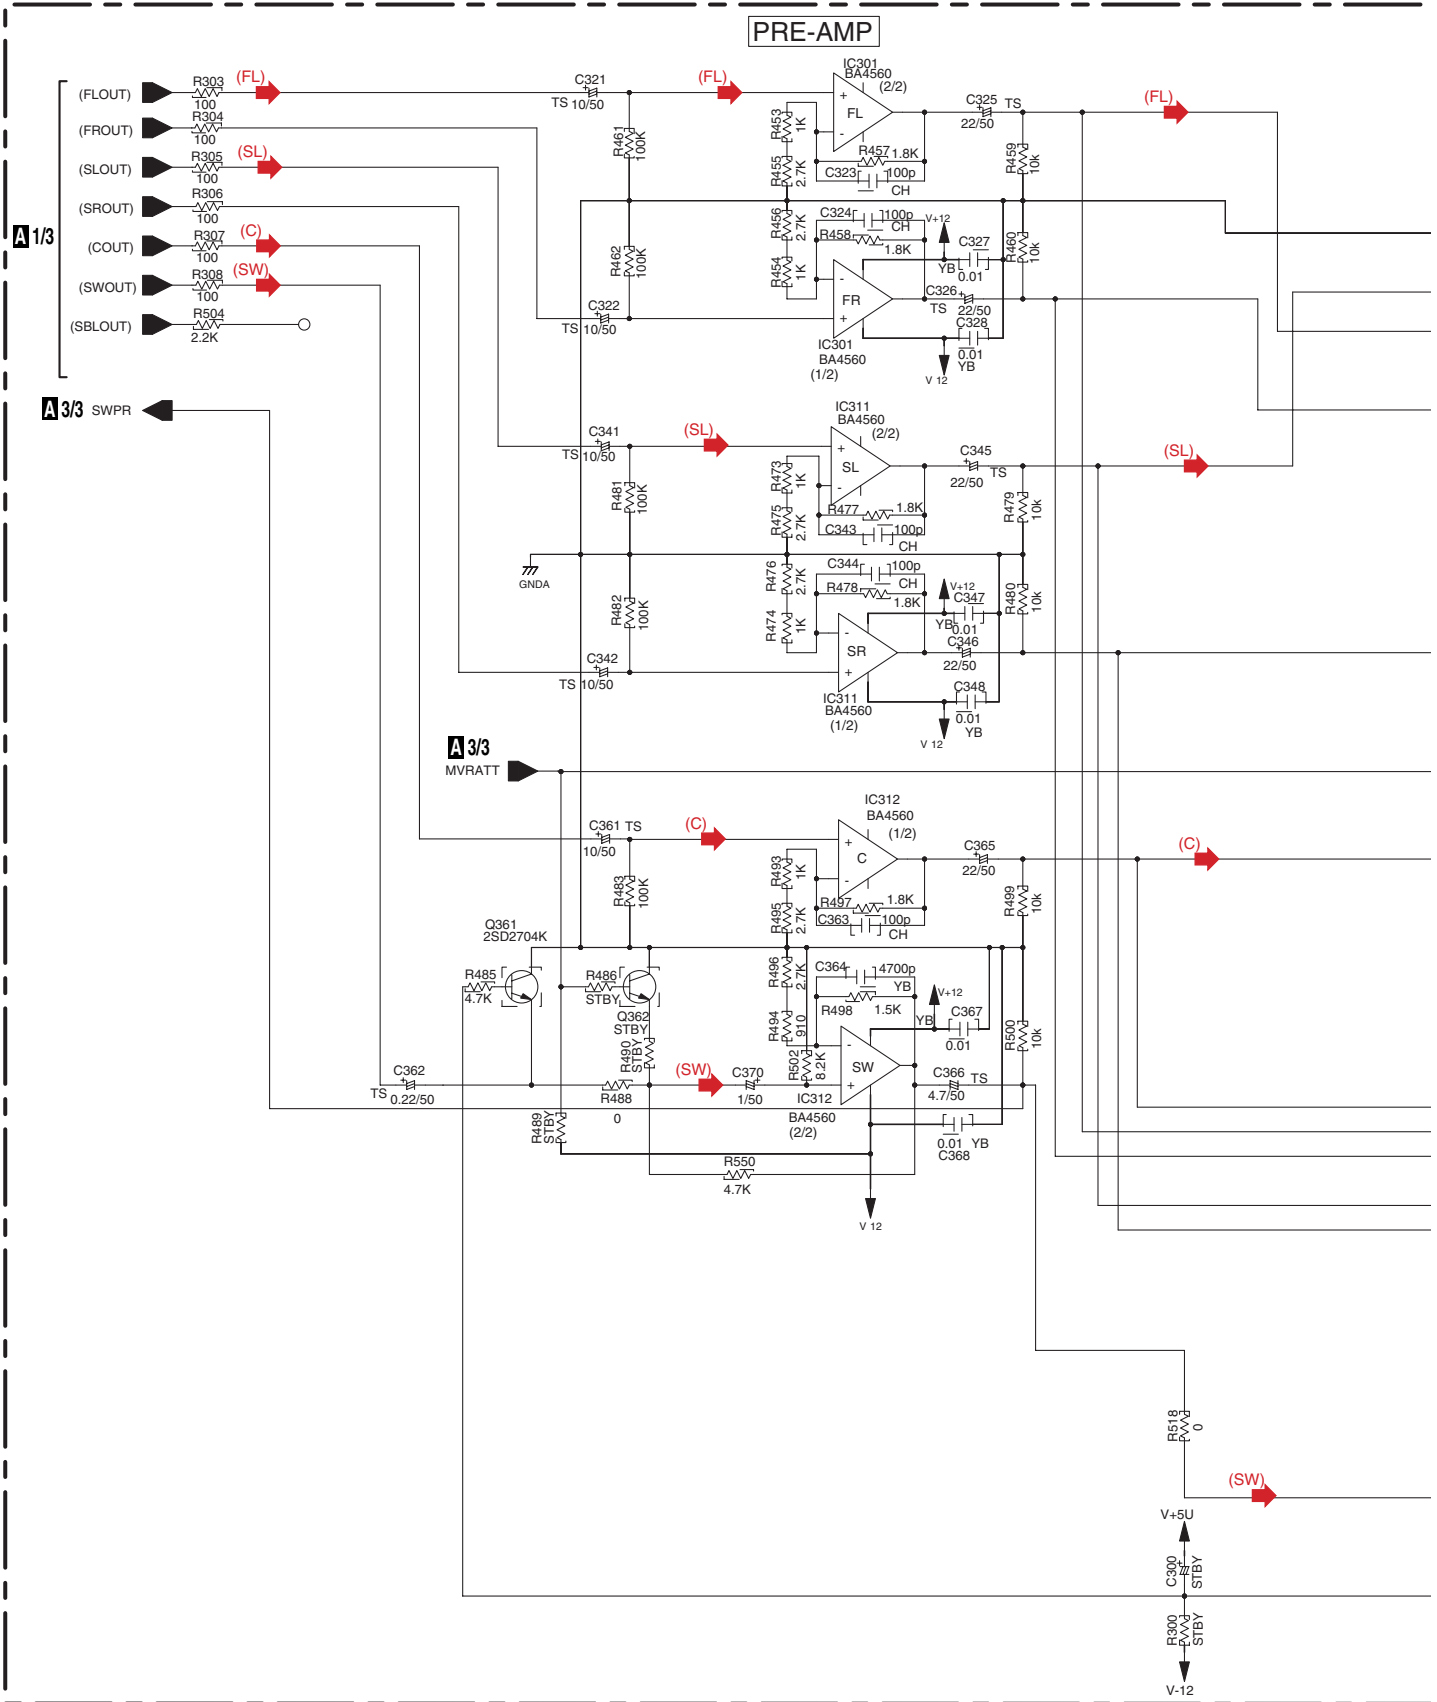 PRE-AMP
A 1/3
(FLOUT)
R303
100
(FL)
(FROUT)
R304
100
(SLOUT)
R305
100
(SL)
(SROUT)
R306
100
(COUT)
R307
100
(C)
(SWOUT)
R308
100
(SW)
(SBLOUT)
R504
2.2K
A 3/3 SWPR
C321
TS 10/50
(FL)
R461
100K
R462
100K
C322
TS 10/50
IC301
BA4560
(2/2)
+
FL
-
R453
1K
R455
2.7K
R457 1.8K
C323 100p
CH
C325 TS
22/50
R459
10k
(FL)
R456
2.7K
R454
1K
C324 100p
CH
R458
1.8K
V+12
C327
YB
0.01
R460
10k
-
FR
+
C326
TS 22/50
C328
0.01
YB
V 12
IC301
BA4560
(1/2)
C341
TS 10/50
(SL)
R481
100K
R482
100K
C342
TS 10/50
GNDA
IC311
BA4560
(2/2)
+
SL
-
R473
1K
R475
2.7K
R477 1.8K
C343 100p
CH
C345
TS
22/50
R479
10k
(SL)
R476
2.7K
R474
1K
C344 100p
CH
R478
1.8K
V+12
C347
YB
0.01
R480
10k
-
SR
+
C346
22/50
C348
0.01
YB
V 12
IC311
BA4560
(1/2)
A 3/3
MVRATT
C361 TS
10/50
(C)
R483
100K
IC312
BA4560
(1/2)
+
C
-
R493
1K
R495
2.7K
R497 1.8K
C363 100p
CH
C365
22/50
R499
10k
(C)
Q361
2SD2704K
R485
4.7K
R486
STBY
Q362
STBY
R490
STBY
R496
2.7K
R494
910
C364 4700p
YB
R498 1.5K
V+12
C367
YB
0.01
R500
10k
R502
8.2K
-
SW
+
C362
TS 0.22/50
R488
0
(SW)
C370
1/50
IC312
BA4560
(2/2)
C366 TS
4.7/50
R489
STBY
0.01 YB
C368
R550
4.7K
V 12
R518
0
(SW)
V+5U
C300
STBY
R300
STBY
V-12